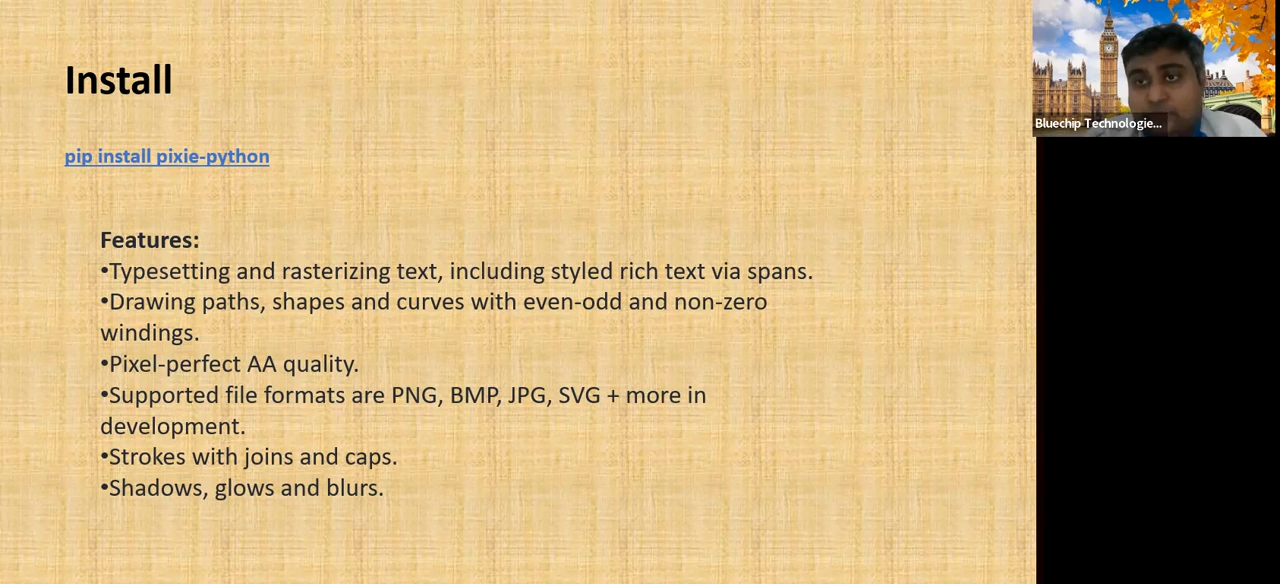 Install
pip install pixie-python
Features:
•Typesetting and rasterizing text, including styled rich text via spans.
•Drawing paths, shapes and curves with even-odd and non-zero
windings.
•Pixel-perfect AA quality.
•Supported file formats are PNG, BMP, JPG, SVG + more in
development.
•Strokes with joins and caps.
•Shadows, glows and blurs.
Bluechip Technologie...